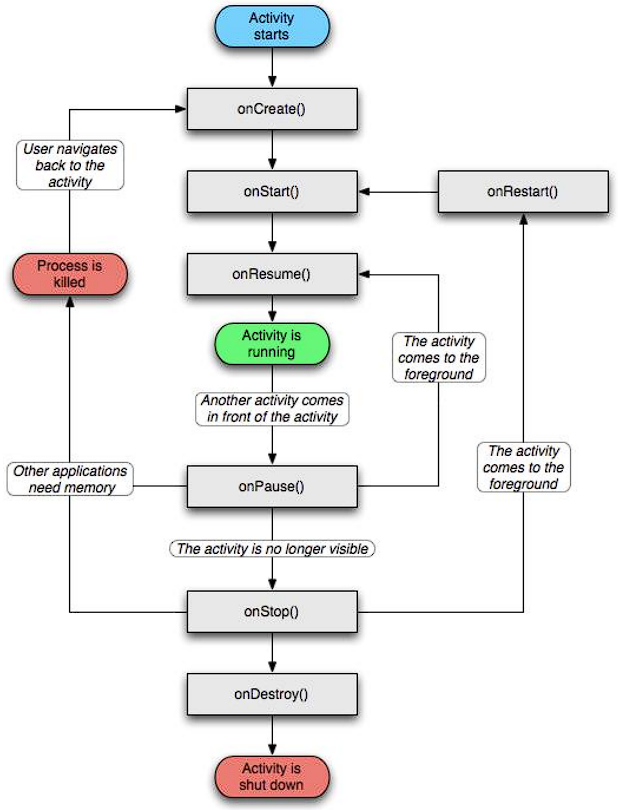 Activity
starts
onCreate()
User navigates
back to the
activity
onStart()
onRestart()
Process is
killed
onResume()
Activity is
running
The activity
comes to the
foreground
Another activity comes
in front of the activity
The activity
comes to the
foreground
Other applications
need memory
onPause()
The activity is no longer visible
onStop()
onDestroy()
Activity is
shut down